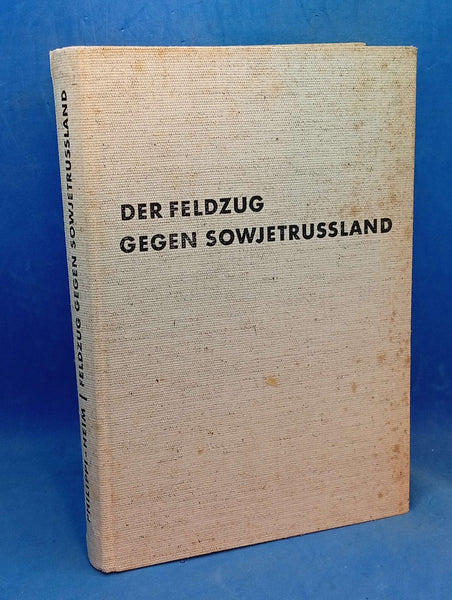 DER FELDZUG
GEGEN SOWJETRUSSLAND
PHILIPPI-HEIM / FELDZUG GEGEN SOWJETRUSSLAND